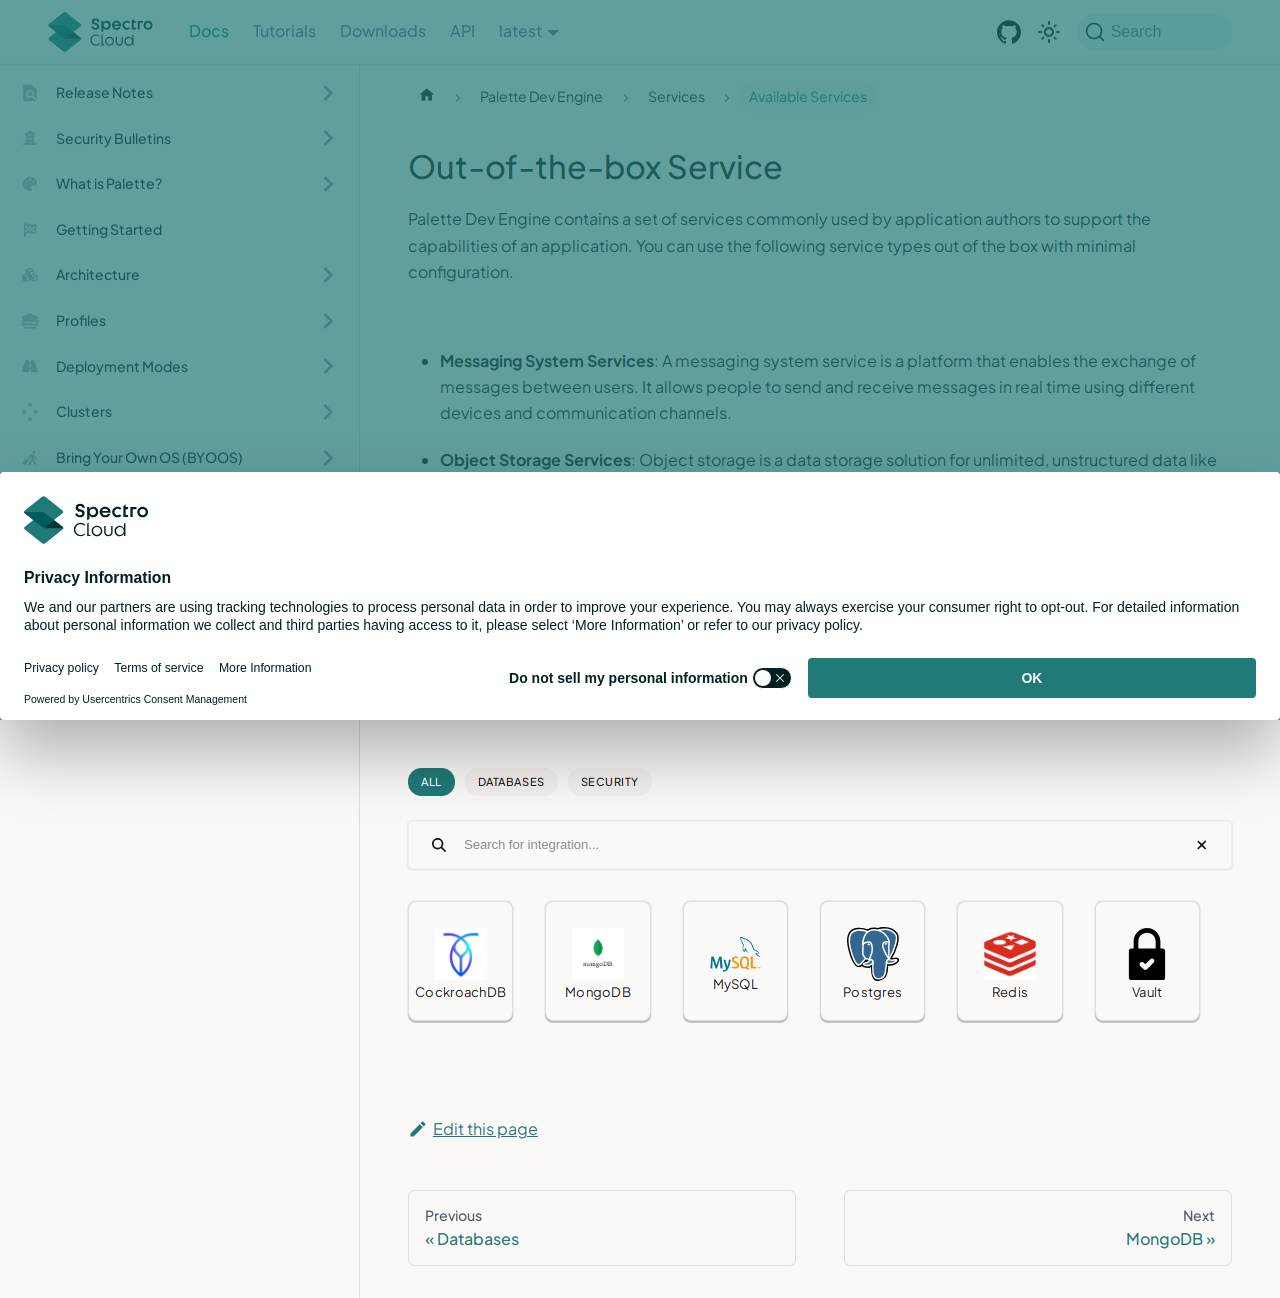 Spectro Cloud
Docs
Tutorials
Downloads
API
latest
Search
Release Notes
Security Bulletins
What is Palette?
Getting Started
Architecture
Profiles
Deployment Modes
Clusters
Bring Your Own OS (BYOOS)
Palette Dev Engine
Services
Available Services
Out-of-the-box Service
Palette Dev Engine contains a set of services commonly used by application authors to support the
capabilities of an application. You can use the following service types out of the box with minimal
configuration.
Messaging System Services: A messaging system service is a platform that enables the exchange of
messages between users. It allows people to send and receive messages in real time using different
devices and communication channels.
Object Storage Services: Object storage is a data storage solution for unlimited, unstructured data like
Spectro Cloud
Privacy Information
We and our partners are using tracking technologies to process personal data in order to improve your experience. You may always exercise your consumer right to opt-out. For detailed information
about personal information we collect and third parties having access to it, please select ‘More Information’ or refer to our privacy policy.
Privacy policy
Terms of service
More Information
Powered by Usercentrics Consent Management
Do not sell my personal information
OK
ALL
DATABASES
SECURITY
Search for integration...
CockroachDB
mongoDB.
MongoDB
MySQL
MySQL
Postgres
Redis
Vault
Edit this page
Previous
« Databases
Next
MongoDB »